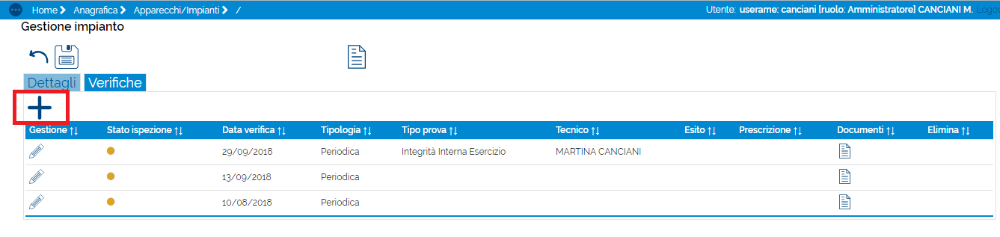 Home Anagrafica Apparecchi/Impianti / Utente: userame: canciani [ruolo: Amministratore] CANCIANI M. Logou
Gestione impianto
Dettagli Verifiche
Gestione Stato ispezione Data verifica Tipologia Tipo prova Tecnico Esito Prescrizione Documenti Elimina
29/09/2018 Periodica Integrità Interna Esercizio MARTINA CANCIANI
13/09/2018 Periodica
10/08/2018 Periodica